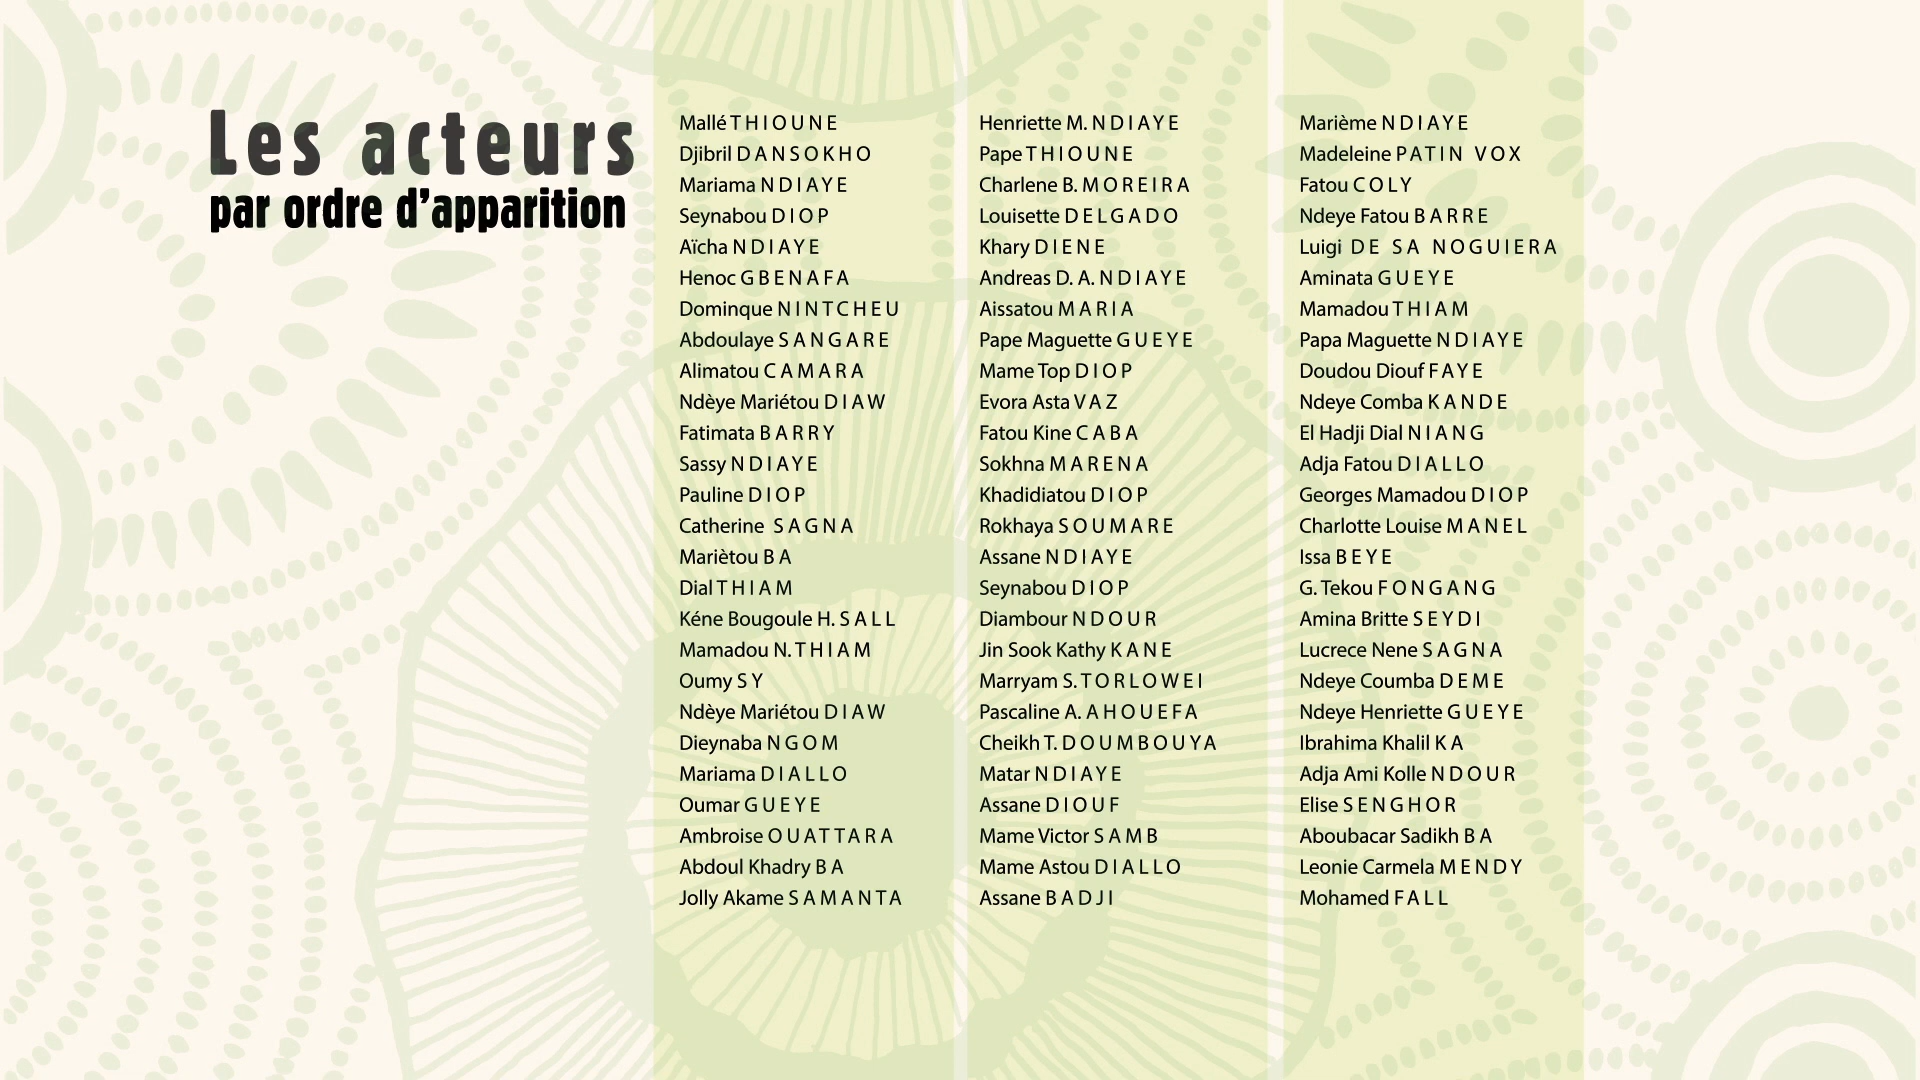 Les acteurs
par ordre d'apparition
Mallé THIOUNE
Djibril DANSOKHO
Mariama NDIAYE
Seynabou DIOP
Aïcha NDIAYE
Henoc GBENAFA
Dominque NINTCHEU
Abdoulaye SANGARE
Alimatou CAMARA
Ndèye Mariétou DIAW
Fatimata BARRY
Sassy NDIAYE
Pauline DIOP
Catherine SAGNA
Mariètou BA
Dial THIAM
Kéne Bougoule H. SALL
Mamadou N. THIAM
Oumy SY
Ndèye Mariétou DIAW
Dieynaba NGOM
Mariama DIALLO
Oumar GUEYE
Ambroise OUATTARA
Abdoul Khadry BA
Jolly Akame SAMANTA
Henriette M. NDIAYE
Pape THIOUNE
Charlene B. MOREIRA
Louisette DELGADO
Khary DIENE
Andreas D. A. NDIAYE
Aissatou MARIA
Pape Maguette GUEYE
Mame Top DIOP
Evora Asta VAZ
Fatou Kine CABA
Sokhna MARENA
Khadidiatou DIOP
Rokhaya SOUMARE
Assane NDIAYE
Seynabou DIOP
Diambour NDOUR
Jin Sook Kathy KANE
Marryam S. TORLOWEI
Pascaline A. AHOUEFA
Cheikh T. DOUMBOUYA
Matar NDIAYE
Assane DIOUF
Mame Victor SAMB
Mame Astou DIALLO
Assane BADJI
Marième NDIAYE
Madeleine PATIN VOX
Fatou COLY
Ndeye Fatou BARRE
Luigi DE SA NOGUIERA
Aminata GUEYE
Mamadou THIAM
Papa Maguette NDIAYE
Doudou Diouf FAYE
Ndeye Comba KANDE
El Hadji Dial NIANG
Adja Fatou DIALLO
Georges Mamadou DIOP
Charlotte Louise MANEL
Issa BEYE
G. Tekou FONGANG
Amina Britte SEYDI
Lucrece Nene SAGNA
Ndeye Coumba DEME
Ndeye Henriette GUEYE
Ibrahima Khalil KA
Adja Ami Kolle NDOUR
Elise SENGHOR
Aboubacar Sadikh BA
Leonie Carmela MENDY
Mohamed FALL